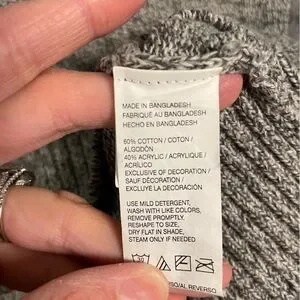 MADE IN BANGLADESH
FABRIQUÉ AU BANGLADESH
HECHO EN BANGLADESH
60% COTTON / COTON /
ALGODÓN
40% ACRYLIC / ACRYLIQUE /
ACRÍLICO
EXCLUSIVE OF DECORATION /
SAUF DÉCORATION /
EXCLUYE LA DECORACIÓN
USE MILD DETERGENT,
WASH WITH LIKE COLORS,
REMOVE PROMPTLY,
RESHAPE TO SIZE,
DRY FLAT IN SHADE,
STEAM ONLY IF NEEDED
AL REVERSO